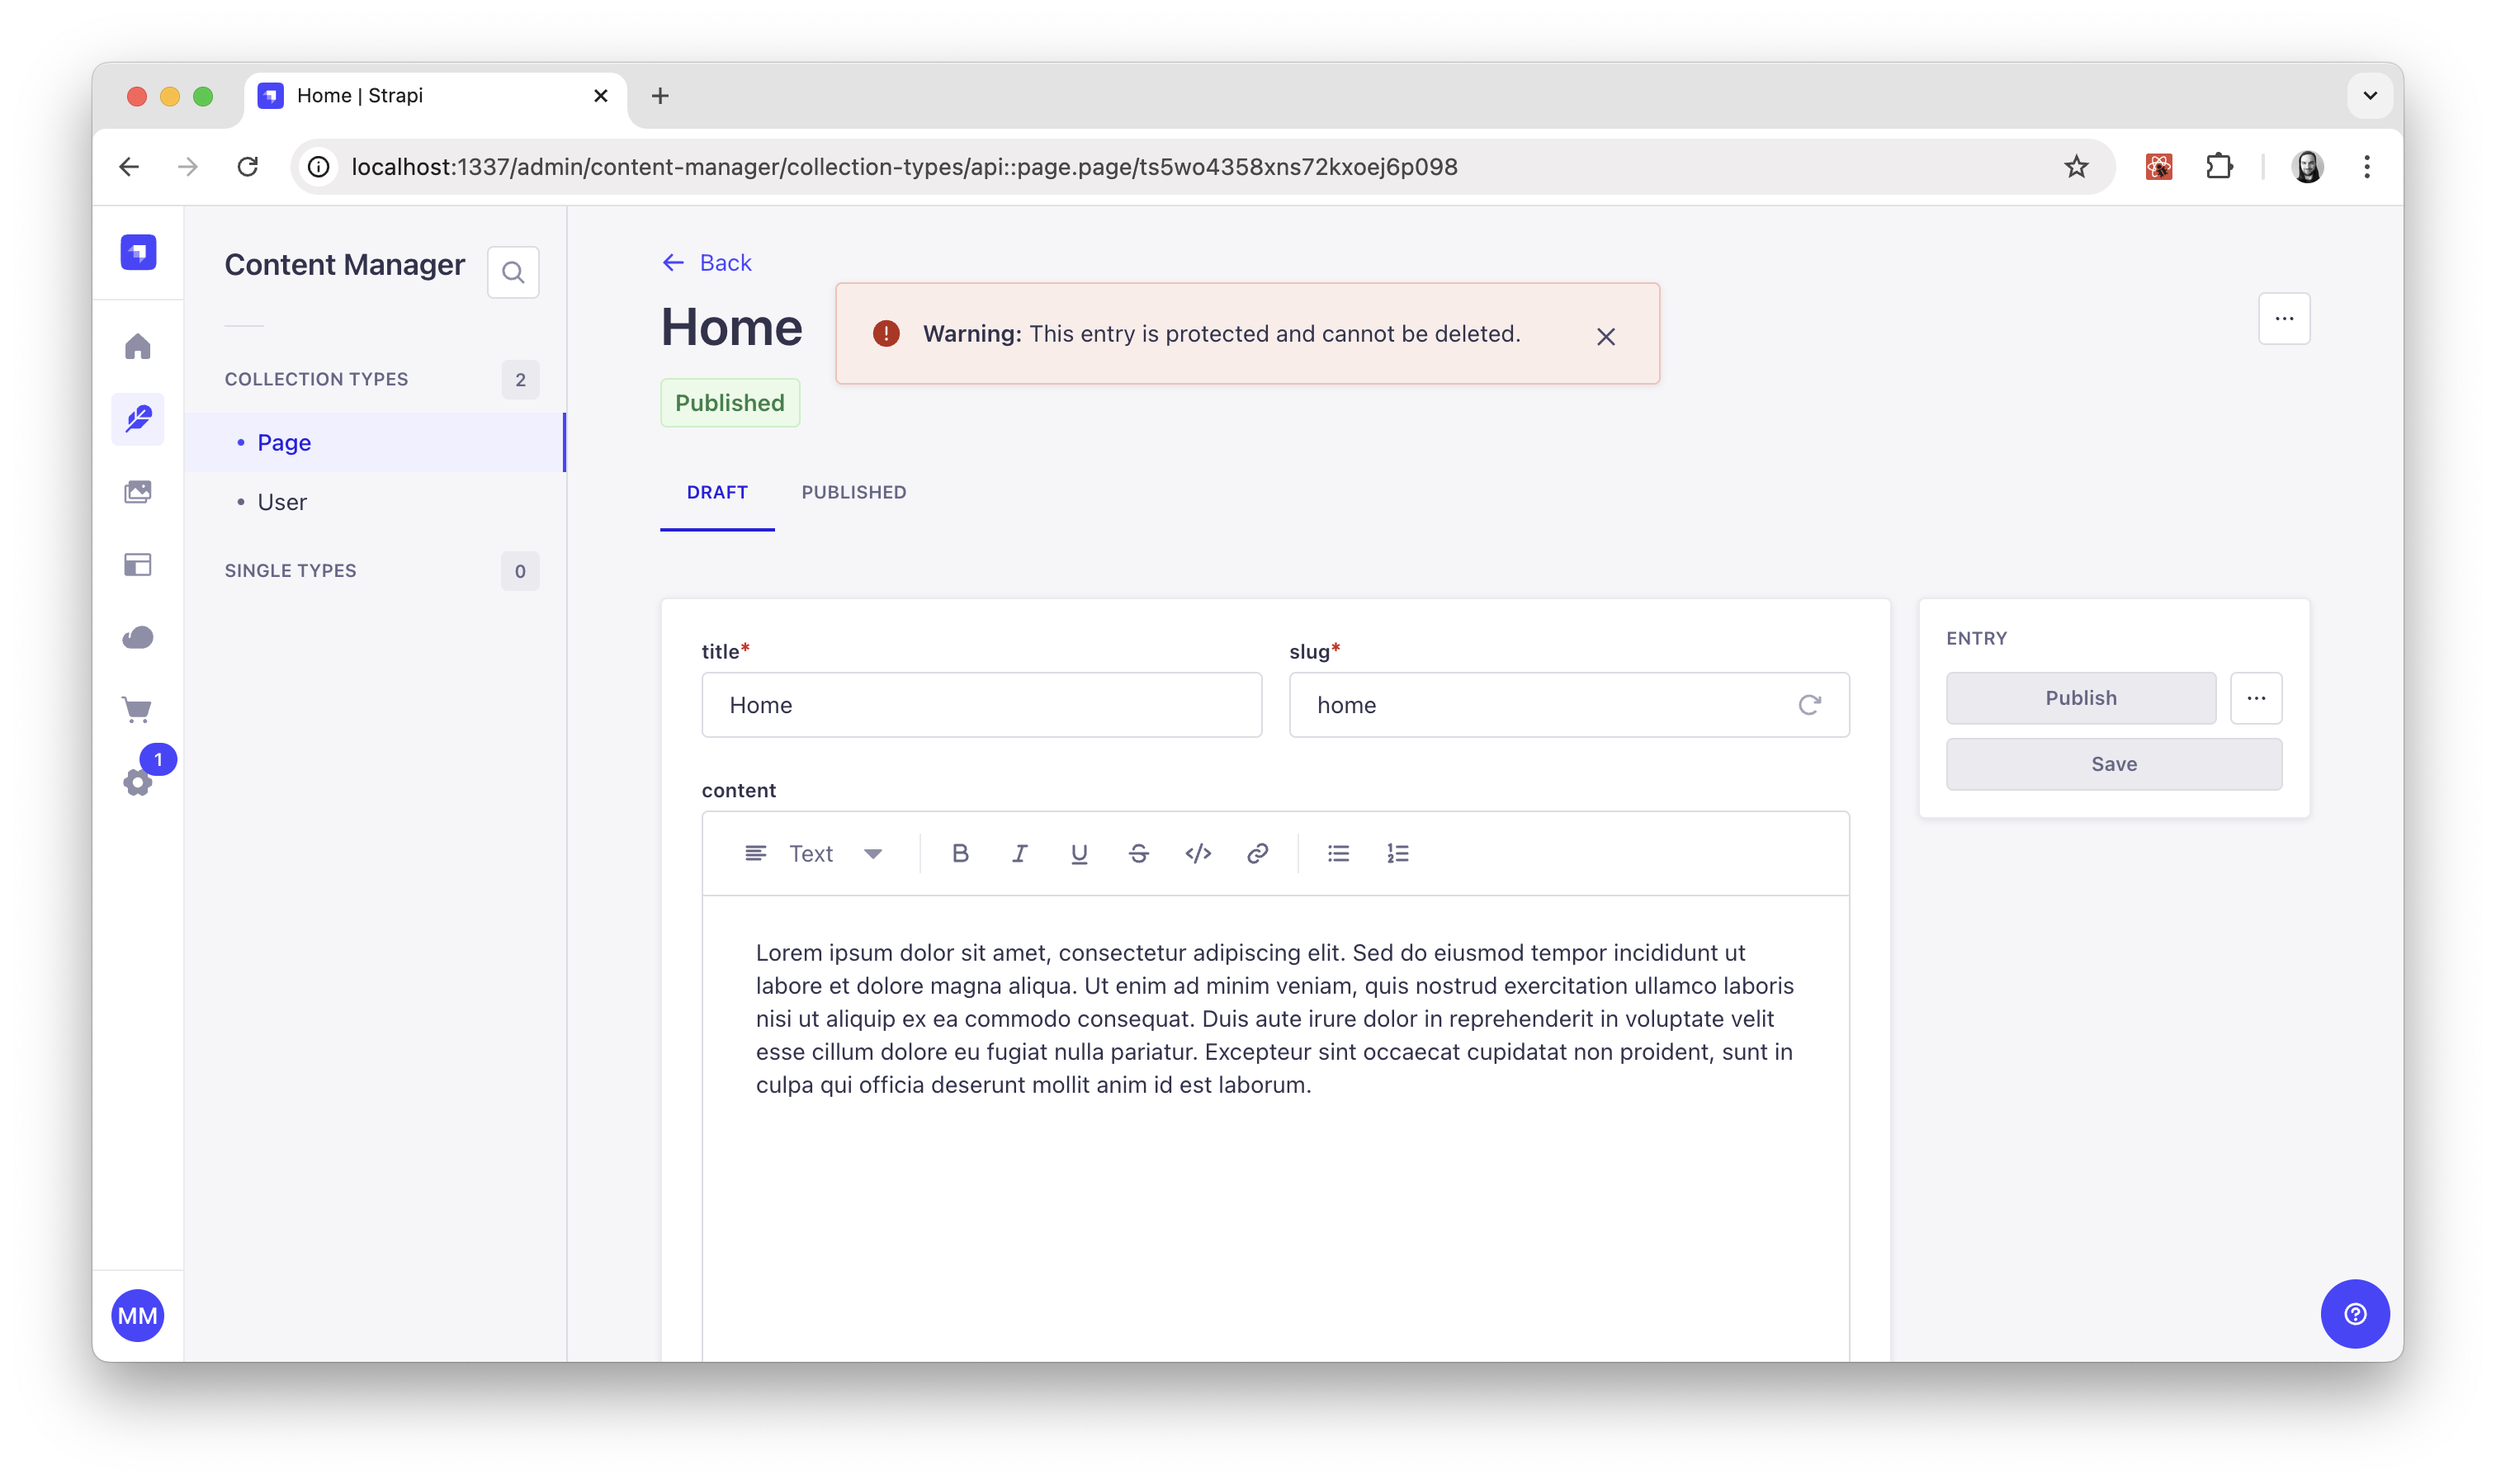 Home | Strapi
localhost:1337/admin/content-manager/collection-types/api::page.page/ts5wo4358xns72kxoej6p098
Content Manager
COLLECTION TYPES 2
Page
User
SINGLE TYPES 0
1
MM
Back
Home
Warning: This entry is protected and cannot be deleted.
Published
DRAFT PUBLISHED
title* slug*
Home home
content
Text
Lorem ipsum dolor sit amet, consectetur adipiscing elit. Sed do eiusmod tempor incididunt ut
labore et dolore magna aliqua. Ut enim ad minim veniam, quis nostrud exercitation ullamco laboris
nisi ut aliquip ex ea commodo consequat. Duis aute irure dolor in reprehenderit in voluptate velit
esse cillum dolore eu fugiat nulla pariatur. Excepteur sint occaecat cupidatat non proident, sunt in
culpa qui officia deserunt mollit anim id est laborum.
ENTRY
Publish
Save